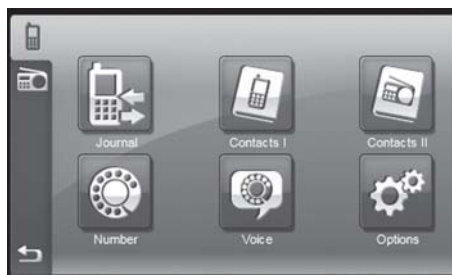 Journal
Contacts I
Contacts II
Number
Voice
Options